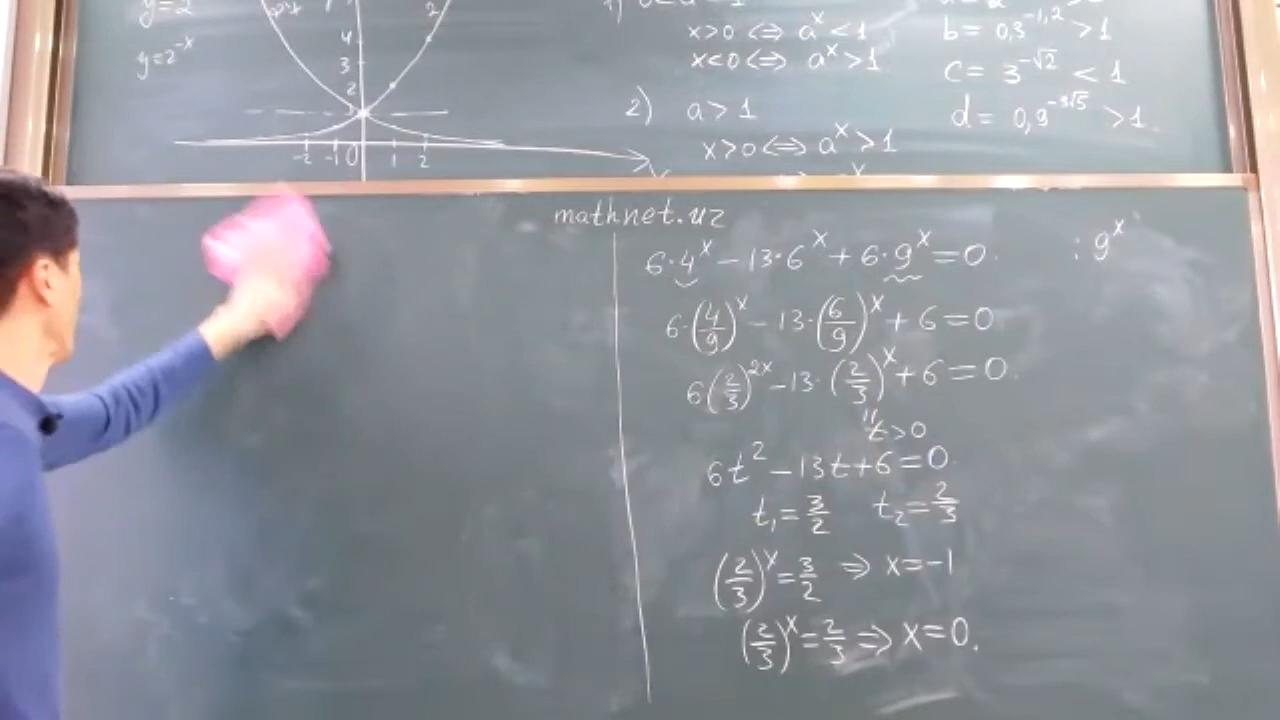 y=2
y=2^{-x}
4
3
2
-2 -1 0 1 2
x>0 <=> a^x < 1
x<0 <=> a^x > 1
2) a>1
x>0 <=> a^x > 1
b = 0,3^{-1,2} > 1
c = 3^{-√2} < 1
d = 0,9^{-3√5} > 1
mathnet.uz
6·4^x - 13·6^x + 6·9^x = 0. : 9^x
6·(4/9)^x - 13·(6/9)^x + 6 = 0
6(2/3)^{2x} - 13·(2/3)^x + 6 = 0.
" t>0
6t^2 - 13t + 6 = 0
t_1 = 3/2 t_2 = 2/3
(2/3)^x = 3/2 => x = -1
(2/3)^x = 2/3 => x = 0.